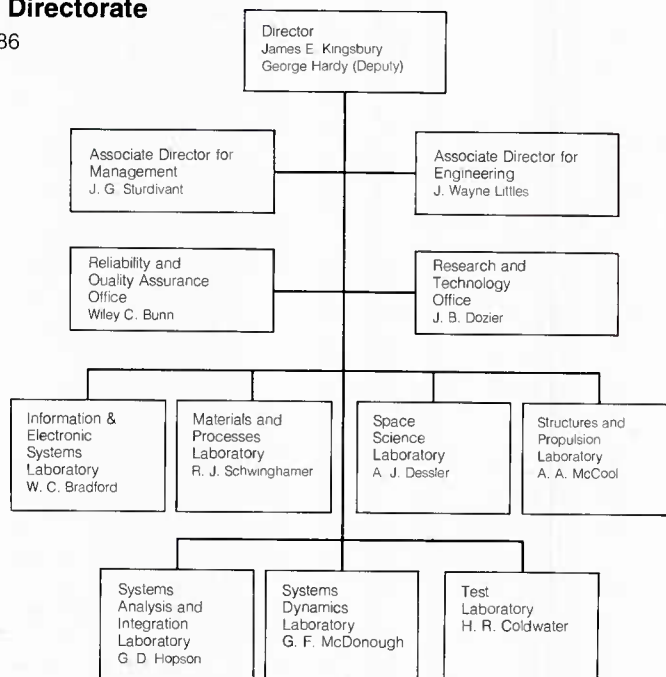 Directorate
86
Director
James E. Kingsbury
George Hardy (Deputy)
Associate Director for
Management
J. G. Sturdivant
Associate Director for
Engineering
J. Wayne Littles
Reliability and
Quality Assurance
Office
Wiley C. Bunn
Research and
Technology
Office
J. B. Dozier
Information &
Electronic
Systems
Laboratory
W. C. Bradford
Materials and
Processes
Laboratory
R. J. Schwinghamer
Space
Science
Laboratory
A. J. Dessler
Structures and
Propulsion
Laboratory
A. A. McCool
Systems
Analysis and
Integration
Laboratory
G. D. Hopson
Systems
Dynamics
Laboratory
G. F. McDonough
Test
Laboratory
H. R. Coldwater